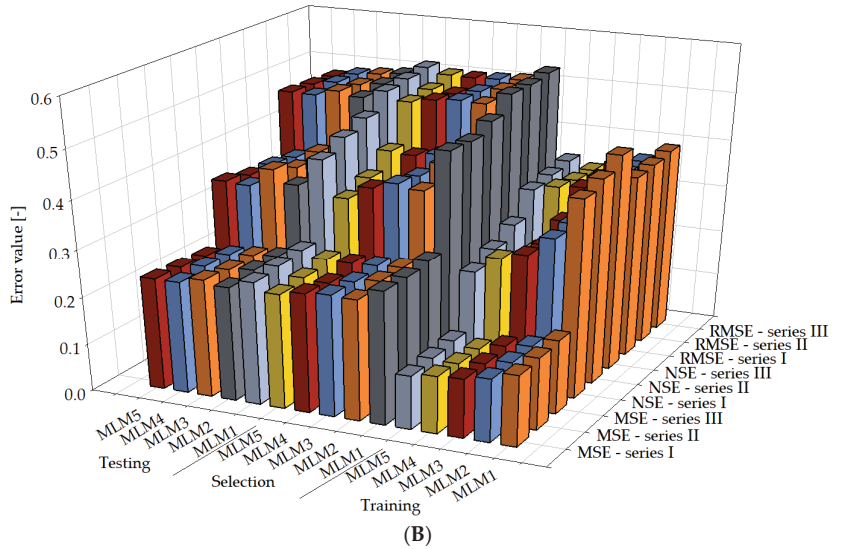 0.6
0.5
0.4
0.3
0.2
0.1
0.0
Error value [-]
MLM5
MLM4
MLM3
MLM2
MLM1
MLM5
MLM4
MLM3
MLM2
MLM1
MLM5
MLM4
MLM3
MLM2
MLM1
Testing
Selection
Training
RMSE - series III
RMSE - series II
RMSE - series I
NSE - series III
NSE - series II
NSE - series I
MSE - series III
MSE - series II
MSE - series I
(B)